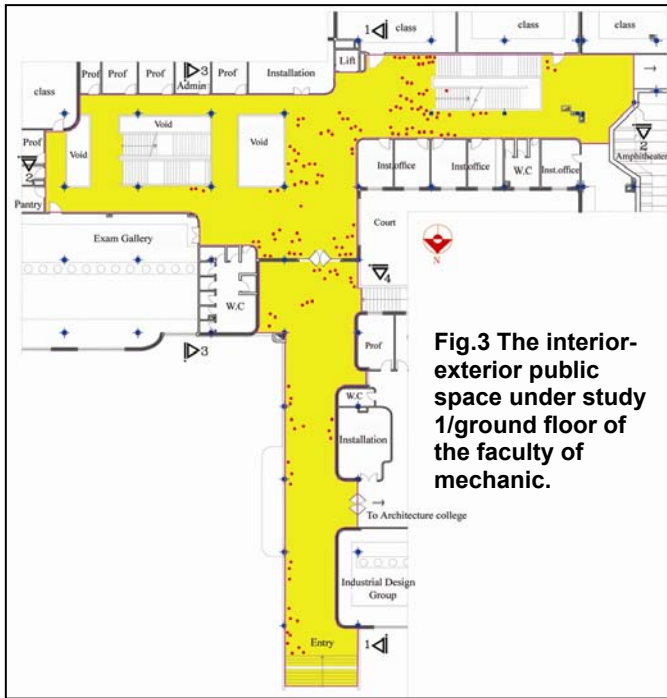 1
class
class
class
Lift
Prof
Prof
Prof
3
Admin
Prof
Installation
class
Void
Void
Void
Prof
2
Pantry
Inst.office
Inst.office
W.C
Inst.office
2
Amphitheater
Court
Exam Gallery
W.C
N
4
3
Prof
Fig.3 The interior-
exterior public
space under study
1/ground floor of
the faculty of
mechanic.
W.C
Installation
To Architecture college
Industrial Design
Group
Entry
1